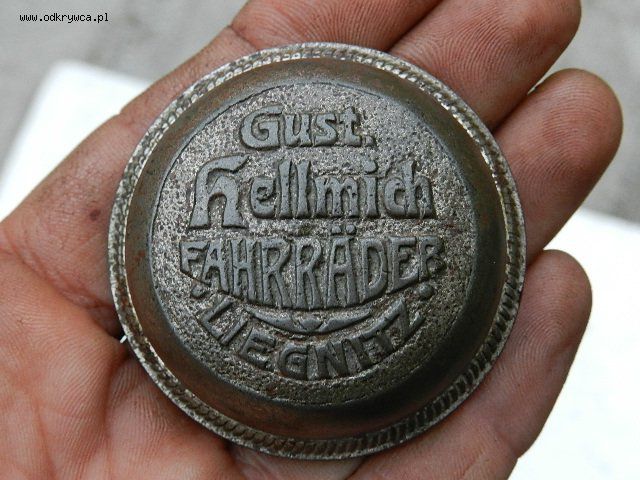 www.odkrywca.pl
Gust.
Hellmich
FAHRRÄDER
· LIEGNITZ ·